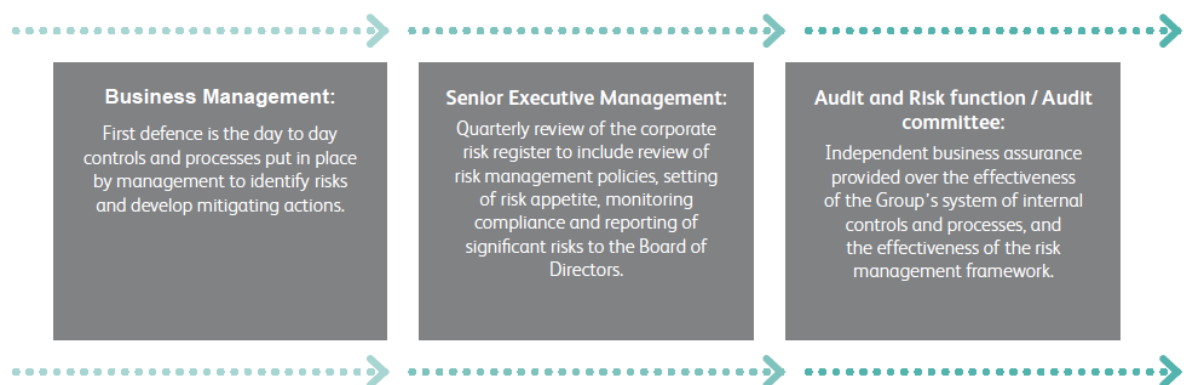 Business Management:
First defence is the day to day
controls and processes put in place
by management to identify risks
and develop mitigating actions.
Senior Executive Management:
Quarterly review of the corporate
risk register to include review of
risk management policies, setting
of risk appetite, monitoring
compliance and reporting of
significant risks to the Board of
Directors.
Audit and Risk function / Audit
committee:
Independent business assurance
provided over the effectiveness
of the Group's system of internal
controls and processes, and
the effectiveness of the risk
management framework.